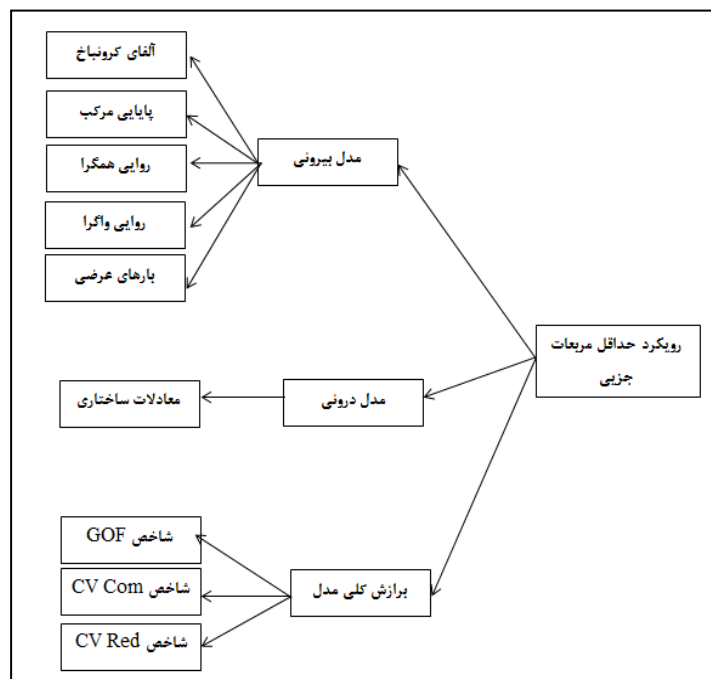 رویکرد حداقل مربعات
جزیی
مدل بیرونی
آلفای کرونباخ
پایایی مرکب
روایی همگرا
روایی واگرا
بارهای عرضی
مدل درونی
معادلات ساختاری
برازش کلی مدل
شاخص GOF
شاخص CV Com
شاخص CV Red